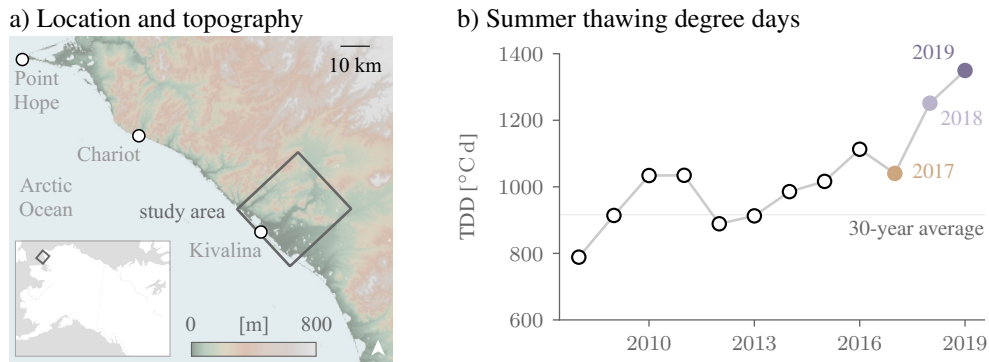 a) Location and topography
10 km
Point
Hope
Chariot
Arctic
Ocean
study area
Kivalina
0 [m] 800
b) Summer thawing degree days
TDD [°C d]
1400
1200
1000
800
600
2019
2018
2017
30-year average
2010 2013 2016 2019